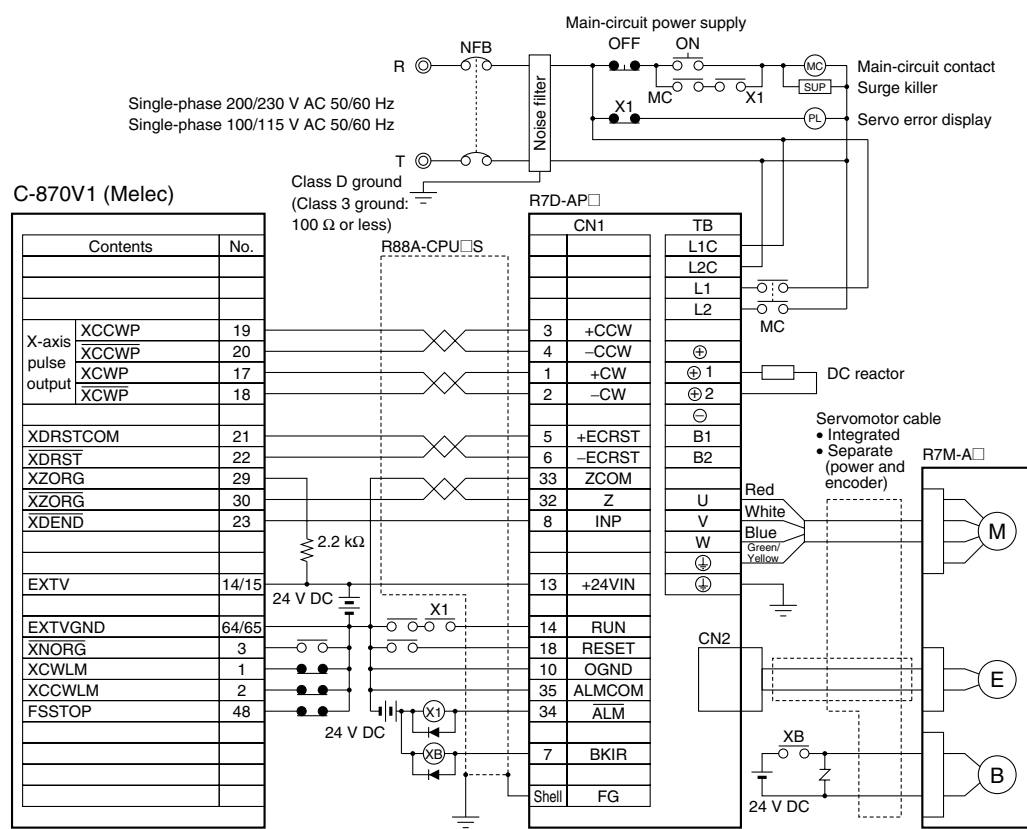 Main-circuit power supply
OFF ON
NFB
R
MC Main-circuit contact
SUP Surge killer
MC X1
X1
PL Servo error display
Noise filter
Single-phase 200/230 V AC 50/60 Hz
Single-phase 100/115 V AC 50/60 Hz
T
Class D ground
(Class 3 ground:
100 Ω or less)
C-870V1 (Melec)
R7D-AP□
R88A-CPU□S
Contents No.
X-axis
pulse
output
XCCWP 19
X̅C̅C̅W̅P̅ 20
XCWP 17
X̅C̅W̅P̅ 18
XDRSTCOM 21
X̅D̅R̅S̅T̅ 22
XZORG 29
X̅Z̅O̅R̅G̅ 30
X̅D̅E̅N̅D̅ 23
EXTV 14/15
EXTVGND 64/65
X̅N̅O̅R̅G̅ 3
XCWLM 1
XCCWLM 2
FSSTOP 48
2.2 kΩ
24 V DC
X1
24 V DC
X1
XB
CN1
3 +CCW
4 −CCW
1 +CW
2 −CW
5 +ECRST
6 −ECRST
33 ZCOM
32 Z
8 INP
13 +24VIN
14 RUN
18 RESET
10 OGND
35 ALMCOM
34 A̅L̅M̅
7 BKIR
Shell FG
TB
L1C
L2C
L1
L2
⊕
⊕ 1
⊕ 2
⊖
B1
B2
U
V
W
MC
DC reactor
Servomotor cable
• Integrated
• Separate
(power and
encoder)
R7M-A□
Red
White
Blue
Green/
Yellow
M
CN2
E
XB
24 V DC
B